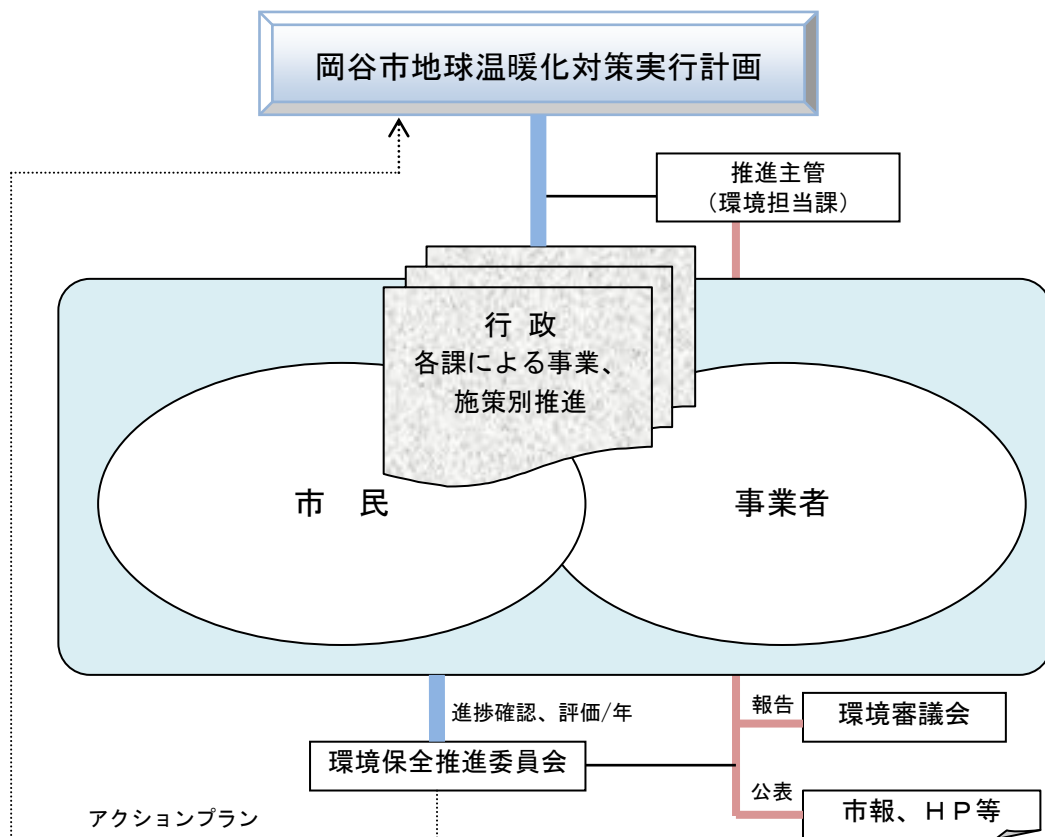 岡谷市地球温暖化対策実行計画
推進主管
（環境担当課）
行 政
各課による事業、
施策別推進
市　民
事業者
進捗確認、評価/年
報告
環境審議会
環境保全推進委員会
公表
市報、ＨＰ等
アクションプラン